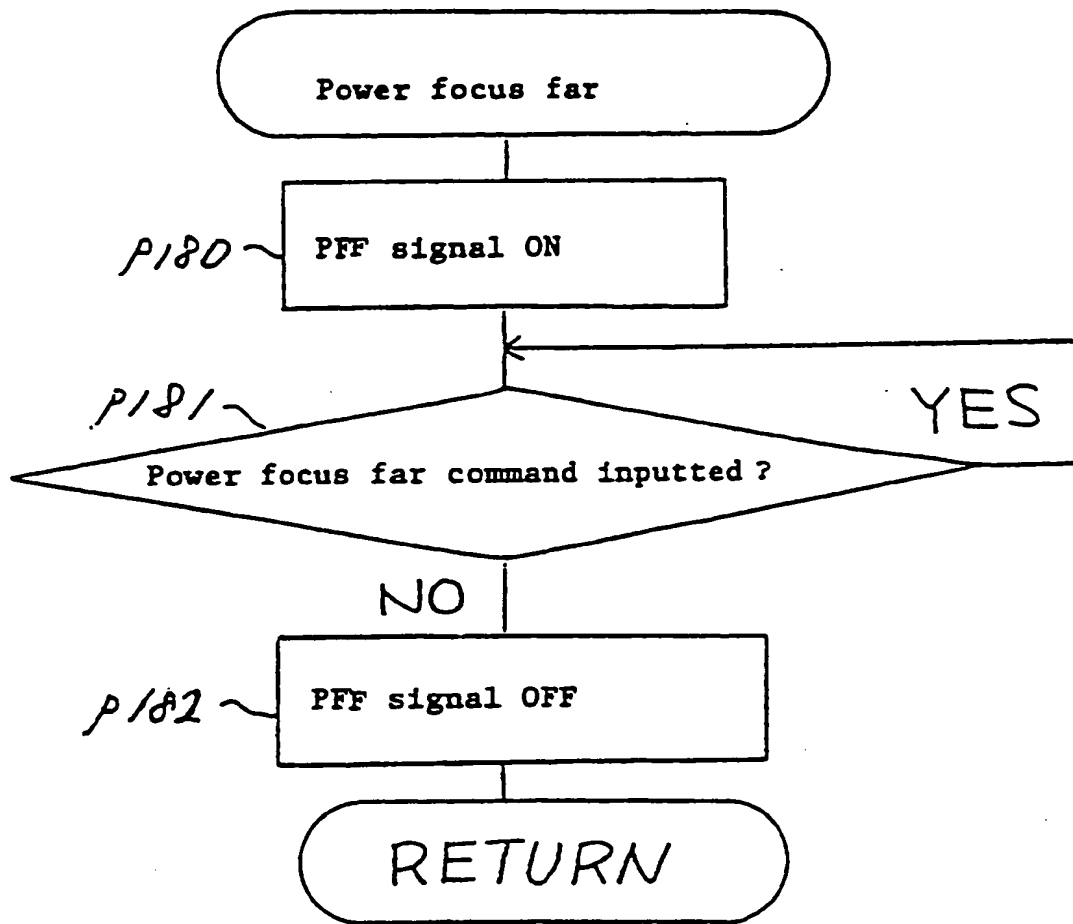 Power focus far
P180
PFF signal ON
P181
YES
Power focus far command inputted ?
NO
P182
PFF signal OFF
RETURN